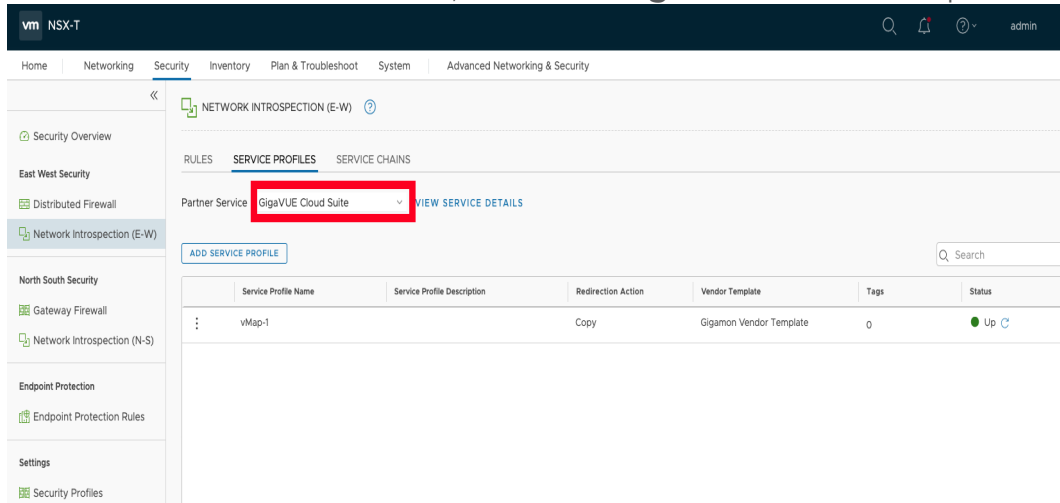 vm NSX-T
admin
Home Networking Security Inventory Plan & Troubleshoot System Advanced Networking & Security
«
NETWORK INTROSPECTION (E-W) ?
Security Overview
RULES SERVICE PROFILES SERVICE CHAINS
East West Security
Partner Service GigaVUE Cloud Suite VIEW SERVICE DETAILS
Distributed Firewall
Network Introspection (E-W)
ADD SERVICE PROFILE Search
North South Security
Service Profile Name Service Profile Description Redirection Action Vendor Template Tags Status
Gateway Firewall
vMap-1 Copy Gigamon Vendor Template 0 Up
Network Introspection (N-S)
Endpoint Protection
Endpoint Protection Rules
Settings
Security Profiles